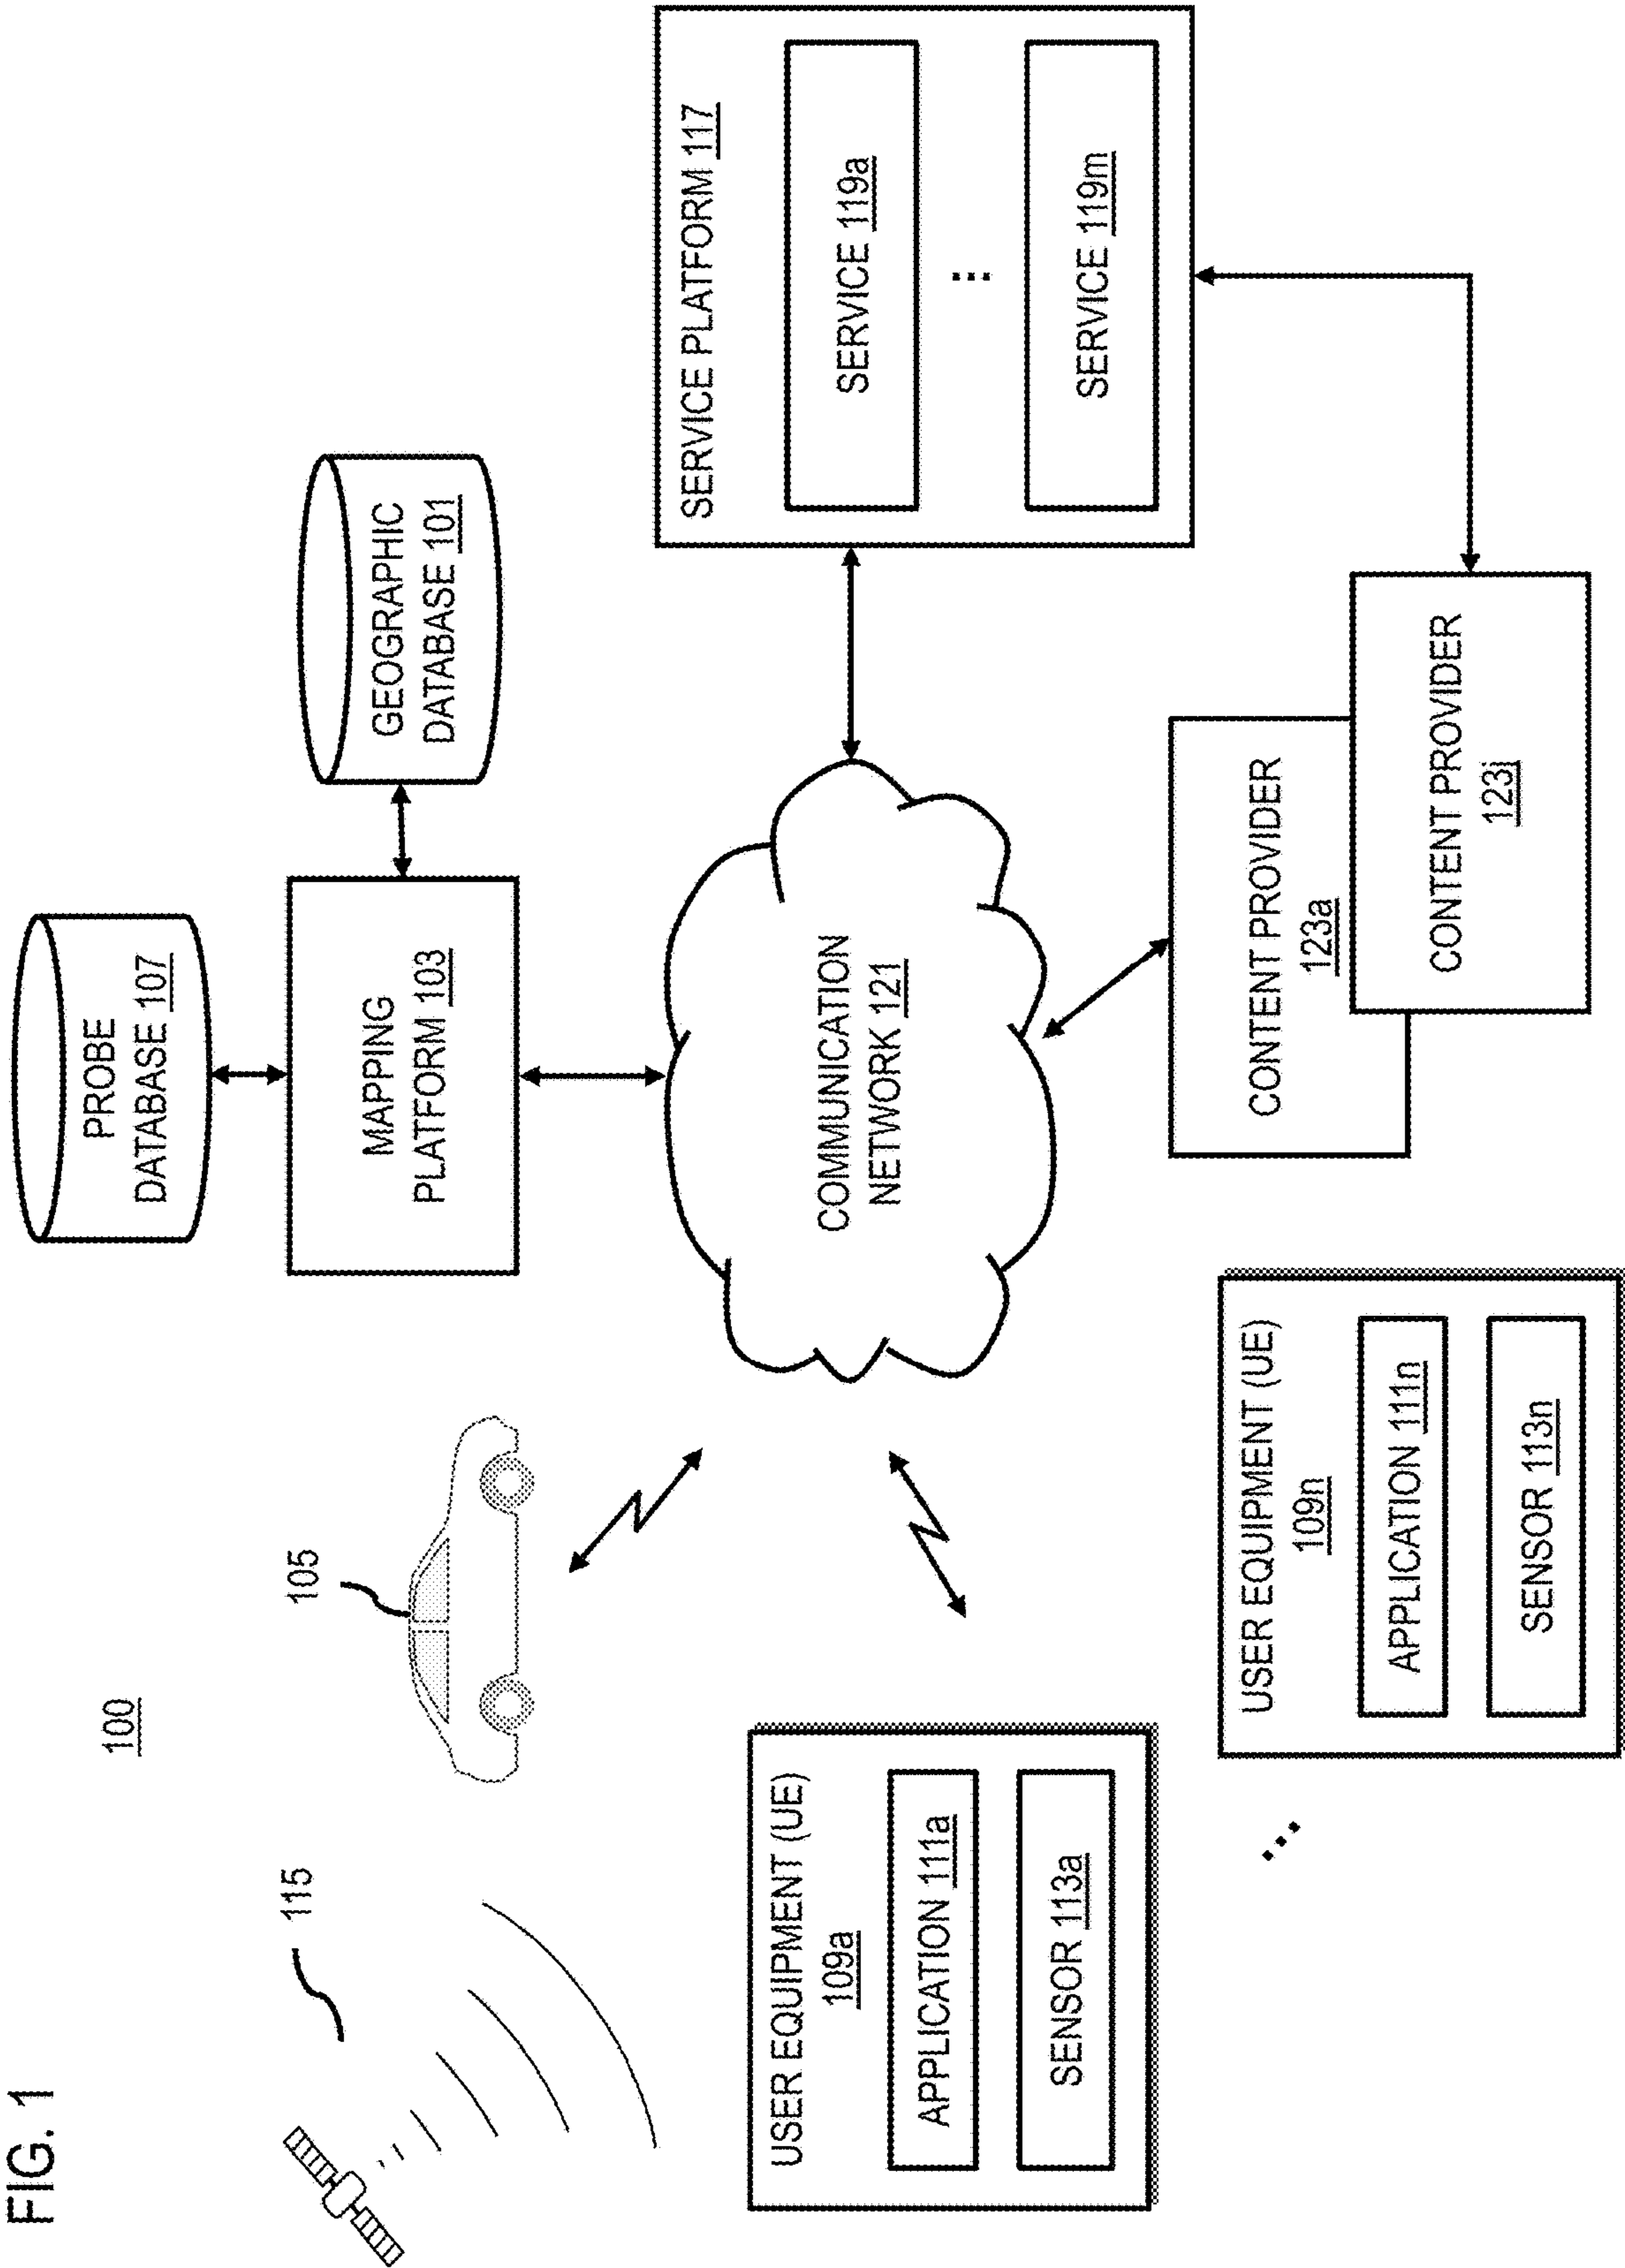 FIG. 1
100
115
105
PROBE
DATABASE 107
MAPPING
PLATFORM 103
GEOGRAPHIC
DATABASE 101
COMMUNICATION
NETWORK 121
SERVICE PLATFORM 117
SERVICE 119a
...
SERVICE 119m
USER EQUIPMENT (UE)
109a
APPLICATION 111a
SENSOR 113a
...
USER EQUIPMENT (UE)
109n
APPLICATION 111n
SENSOR 113n
CONTENT PROVIDER
123a
CONTENT PROVIDER
123j